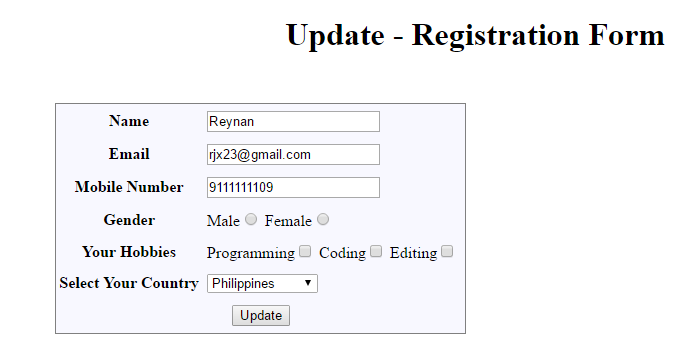 Update - Registration Form
Name Reynan
Email rjx23@gmail.com
Mobile Number 9111111109
Gender Male Female
Your Hobbies Programming Coding Editing
Select Your Country Philippines
Update